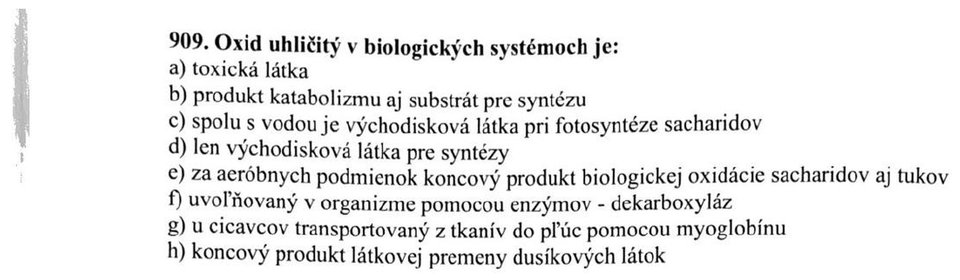 909. Oxid uhličitý v biologických systémoch je:
a) toxická látka
b) produkt katabolizmu aj substrát pre syntézu
c) spolu s vodou je východisková látka pri fotosyntéze sacharidov
d) len východisková látka pre syntézy
e) za aeróbnych podmienok koncový produkt biologickej oxidácie sacharidov aj tukov
f) uvoľňovaný v organizme pomocou enzýmov - dekarboxyláz
g) u cicavcov transportovaný z tkanív do pľúc pomocou myoglobínu
h) koncový produkt látkovej premeny dusíkových látok